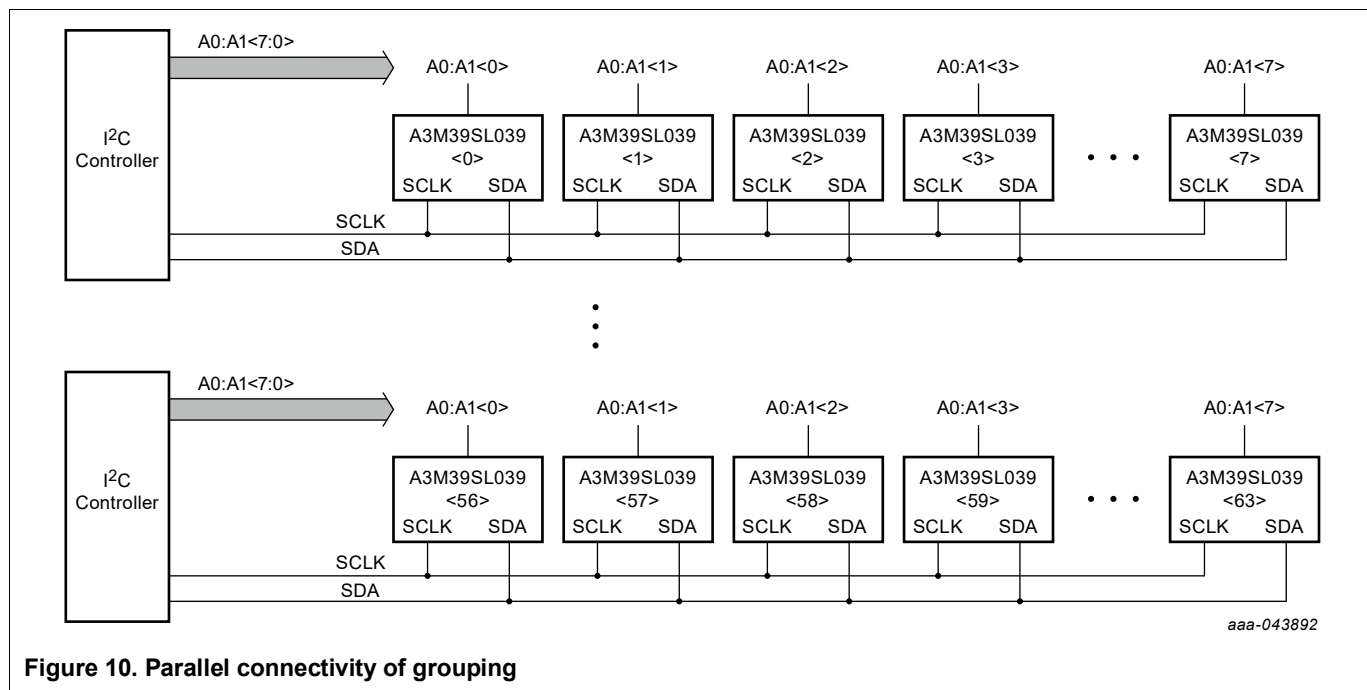 A0:A1<7:0>
A0:A1<0> A0:A1<1> A0:A1<2> A0:A1<3> A0:A1<7>
I2C
Controller
A3M39SL039 A3M39SL039 A3M39SL039 A3M39SL039 A3M39SL039
<0> <1> <2> <3> • • • <7>
SCLK SDA SCLK SDA SCLK SDA SCLK SDA SCLK SDA
SCLK
SDA
A0:A1<7:0>
A0:A1<0> A0:A1<1> A0:A1<2> A0:A1<3> A0:A1<7>
I2C
Controller
A3M39SL039 A3M39SL039 A3M39SL039 A3M39SL039 A3M39SL039
<56> <57> <58> <59> • • • <63>
SCLK SDA SCLK SDA SCLK SDA SCLK SDA SCLK SDA
SCLK
SDA
aaa-043892
Figure 10. Parallel connectivity of grouping